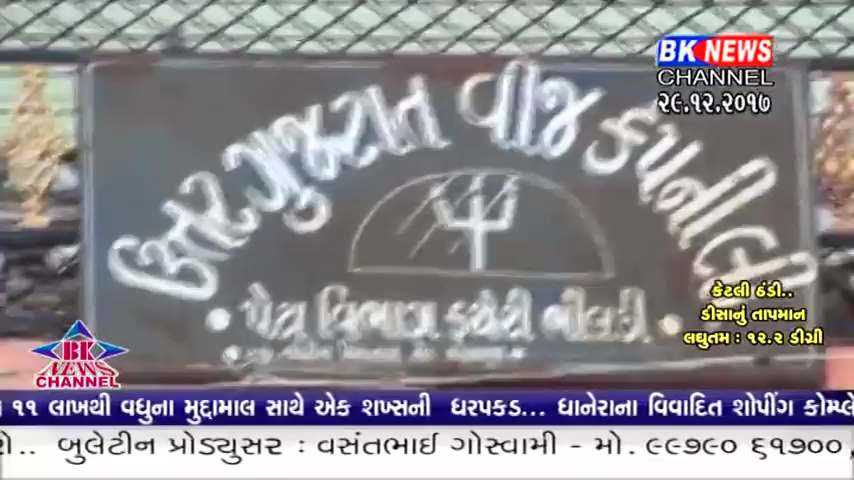 BK NEWS
CHANNEL
૨૯.૧૨.૨૦૧૭
ઉત્તર ગુજરાત વીજ કંપની લી
• પેટા વિભાગ કચેરી ભીલડી •
કેટલી ઠંડી..
ડીસાનું તાપમાન
લઘુતમ : ૧૨.૨ ડીગ્રી
BK
NEWS
CHANNEL
૧૧ લાખથી વધુના મુદ્દામાલ સાથે એક શખ્સની ધરપકડ... ધાનેરાના વિવાદિત શોપીંગ
.. બુલેટીન પ્રોડ્યુસર : વસંતભાઈ ગોસ્વામી - મો. ૯૯૭૯૦ ૬૧૭૦૦,